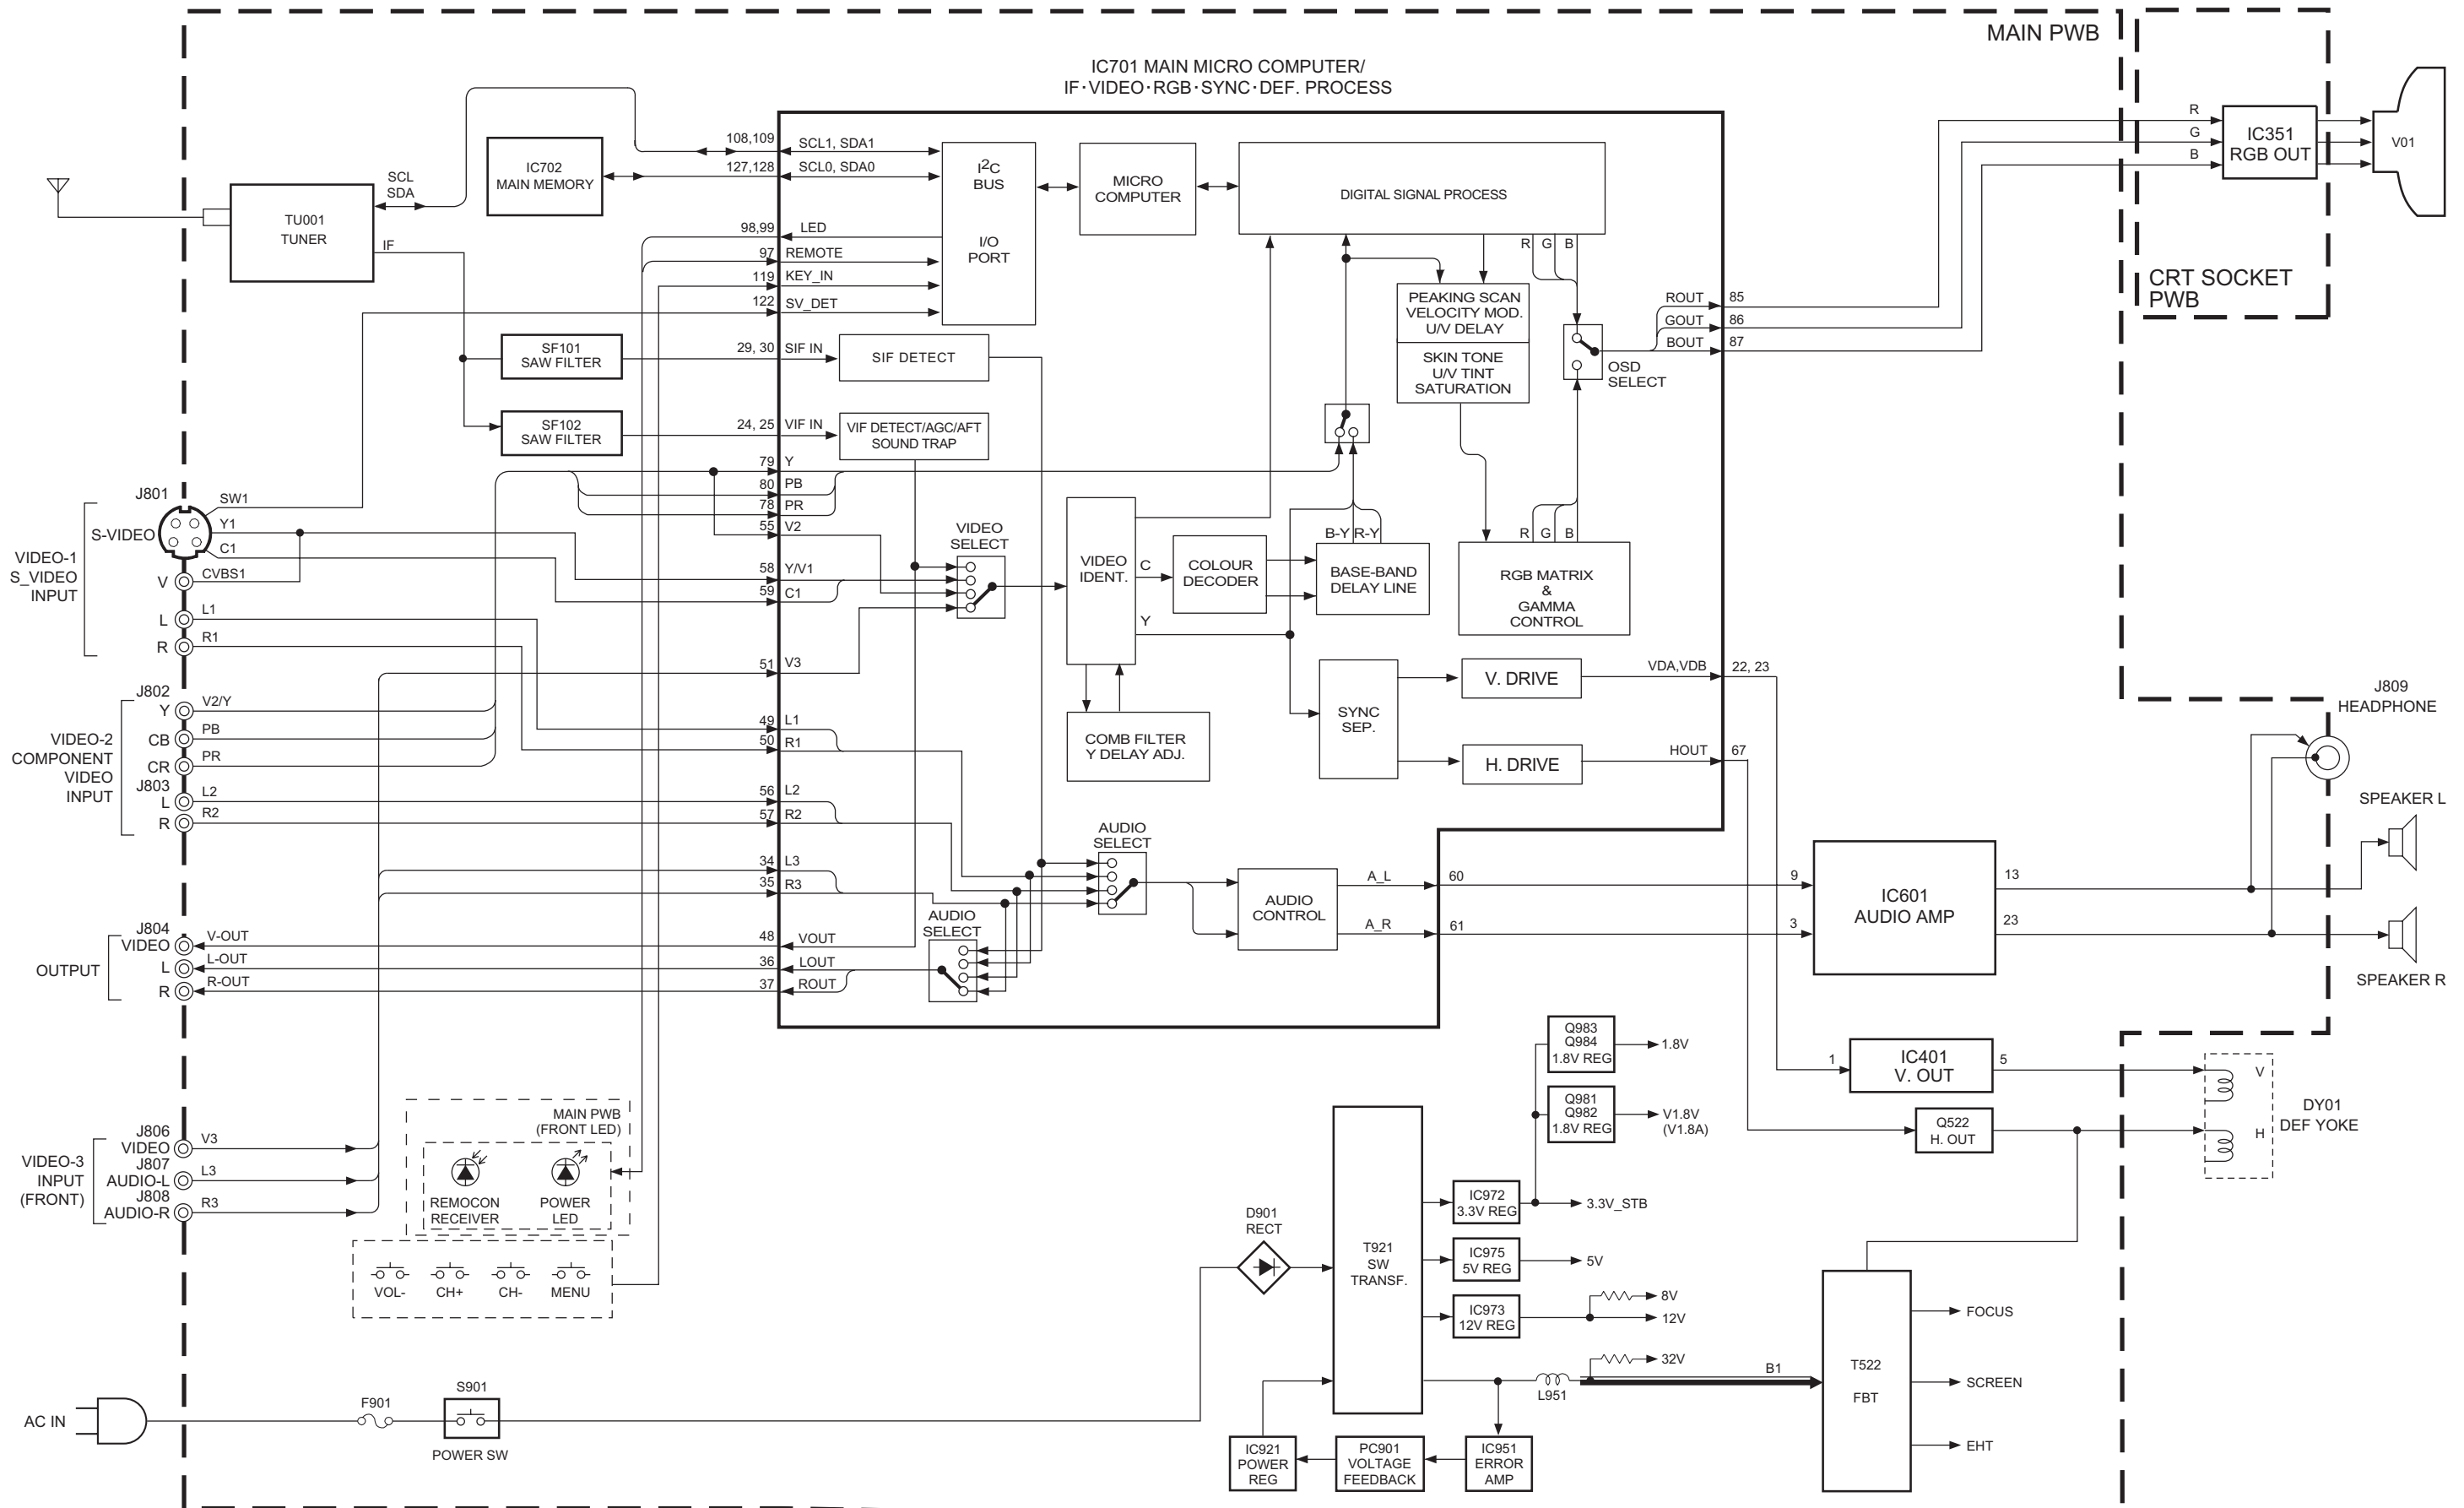 MAIN PWB
IC701 MAIN MICRO COMPUTER/
IF·VIDEO·RGB·SYNC·DEF. PROCESS
CRT SOCKET
PWB
R
G
B
IC351
RGB OUT
V01
TU001
TUNER
SCL
SDA
IF
IC702
MAIN MEMORY
108,109
SCL1, SDA1
127,128
SCL0, SDA0
98,99
LED
97
REMOTE
119
KEY_IN
122
SV_DET
I2C
BUS
I/O
PORT
MICRO
COMPUTER
DIGITAL SIGNAL PROCESS
R
G
B
PEAKING SCAN
VELOCITY MOD.
U/V DELAY
SKIN TONE
U/V TINT
SATURATION
OSD
SELECT
ROUT
85
GOUT
86
BOUT
87
SF101
SAW FILTER
29, 30
SIF IN
SIF DETECT
SF102
SAW FILTER
24, 25
VIF IN
VIF DETECT/AGC/AFT
SOUND TRAP
79
Y
80
PB
78
PR
55
V2
58
Y/V1
59
C1
51
V3
VIDEO
SELECT
VIDEO
IDENT.
C
Y
COLOUR
DECODER
B-Y
R-Y
BASE-BAND
DELAY LINE
R
G
B
RGB MATRIX
&
GAMMA
CONTROL
COMB FILTER
Y DELAY ADJ.
SYNC
SEP.
V. DRIVE
H. DRIVE
VDA,VDB
22, 23
HOUT
67
J801
S-VIDEO
SW1
Y1
C1
VIDEO-1
S_VIDEO
INPUT
V
CVBS1
L
L1
R
R1
J802
Y
V2/Y
CB
PB
CR
PR
VIDEO-2
COMPONENT
VIDEO
INPUT
J803
L
L2
R
R2
49
L1
50
R1
56
L2
57
R2
34
L3
35
R3
AUDIO
SELECT
AUDIO
SELECT
AUDIO
CONTROL
A_L
60
A_R
61
9
3
IC601
AUDIO AMP
13
23
J809
HEADPHONE
SPEAKER L
SPEAKER R
J804
VIDEO
V-OUT
L
L-OUT
R
R-OUT
OUTPUT
48
VOUT
36
LOUT
37
ROUT
J806
VIDEO
V3
J807
AUDIO-L
L3
J808
AUDIO-R
R3
VIDEO-3
INPUT
(FRONT)
MAIN PWB
(FRONT LED)
REMOCON
RECEIVER
POWER
LED
VOL-
CH+
CH-
MENU
AC IN
F901
S901
POWER SW
D901
RECT
T921
SW
TRANSF.
Q983
Q984
1.8V REG
1.8V
Q981
Q982
1.8V REG
V1.8V
(V1.8A)
IC972
3.3V REG
3.3V_STB
IC975
5V REG
5V
IC973
12V REG
8V
12V
32V
B1
L951
IC921
POWER
REG
PC901
VOLTAGE
FEEDBACK
IC951
ERROR
AMP
T522
FBT
FOCUS
SCREEN
EHT
1
IC401
V. OUT
5
Q522
H. OUT
V
H
DY01
DEF YOKE